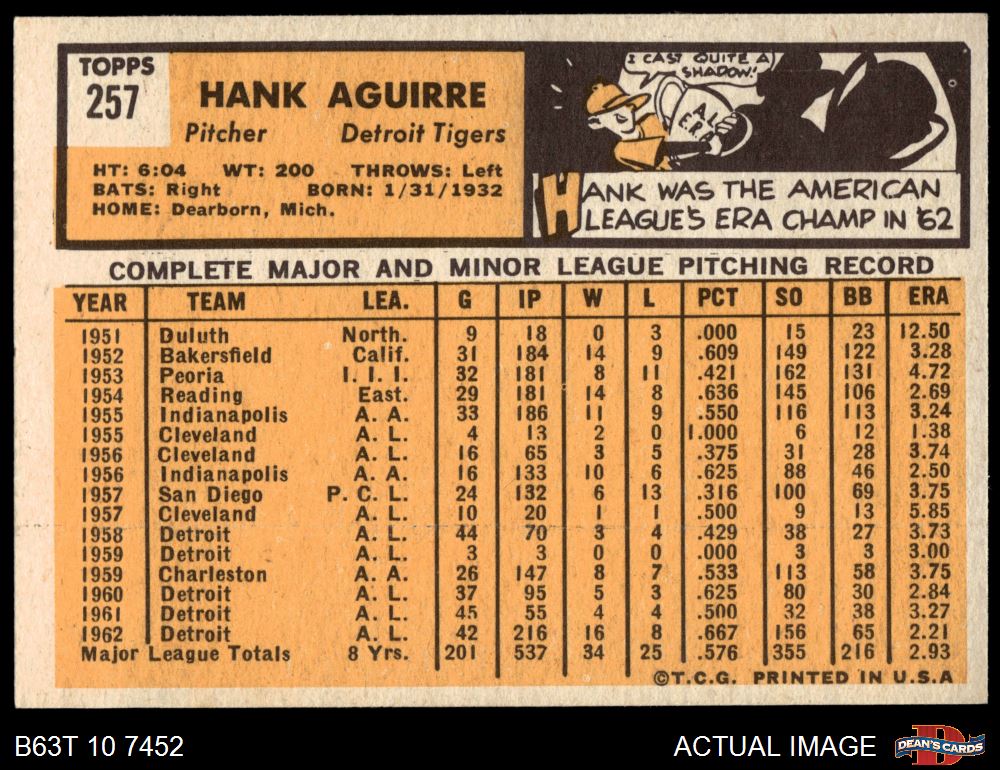 TOPPS
257
HANK AGUIRRE
Pitcher Detroit Tigers
HT: 6:04 WT: 200 THROWS: Left
BATS: Right BORN: 1/31/1932
HOME: Dearborn, Mich.
I CAST QUITE A
SHADOW!
A.L.
ERA
HANK WAS THE AMERICAN
LEAGUE'S ERA CHAMP IN '62
COMPLETE MAJOR AND MINOR LEAGUE PITCHING RECORD
YEAR TEAM LEA. G IP W L PCT SO BB ERA
1951 Duluth North. 9 18 0 3 .000 15 23 12.50
1952 Bakersfield Calif. 31 184 14 9 .609 149 122 3.28
1953 Peoria I. I. I. 32 181 8 11 .421 162 131 4.72
1954 Reading East. 29 181 14 8 .636 145 106 2.69
1955 Indianapolis A. A. 33 186 11 9 .550 116 113 3.24
1955 Cleveland A. L. 4 13 2 0 1.000 6 12 1.38
1956 Cleveland A. L. 16 65 3 5 .375 31 28 3.74
1956 Indianapolis A. A. 16 133 10 6 .625 88 46 2.50
1957 San Diego P. C. L. 24 132 6 13 .316 100 69 3.75
1957 Cleveland A. L. 10 20 1 1 .500 9 13 5.85
1958 Detroit A. L. 44 70 3 4 .429 38 27 3.73
1959 Detroit A. L. 3 3 0 0 .000 3 3 3.00
1959 Charleston A. A. 26 147 8 7 .533 113 58 3.75
1960 Detroit A. L. 37 95 5 3 .625 80 30 2.84
1961 Detroit A. L. 45 55 4 4 .500 32 38 3.27
1962 Detroit A. L. 42 216 16 8 .667 156 65 2.21
Major League Totals 8 Yrs. 201 537 34 25 .576 355 216 2.93
©T.C.G. PRINTED IN U.S.A
B63T 10 7452 ACTUAL IMAGE DEAN'S CARDS